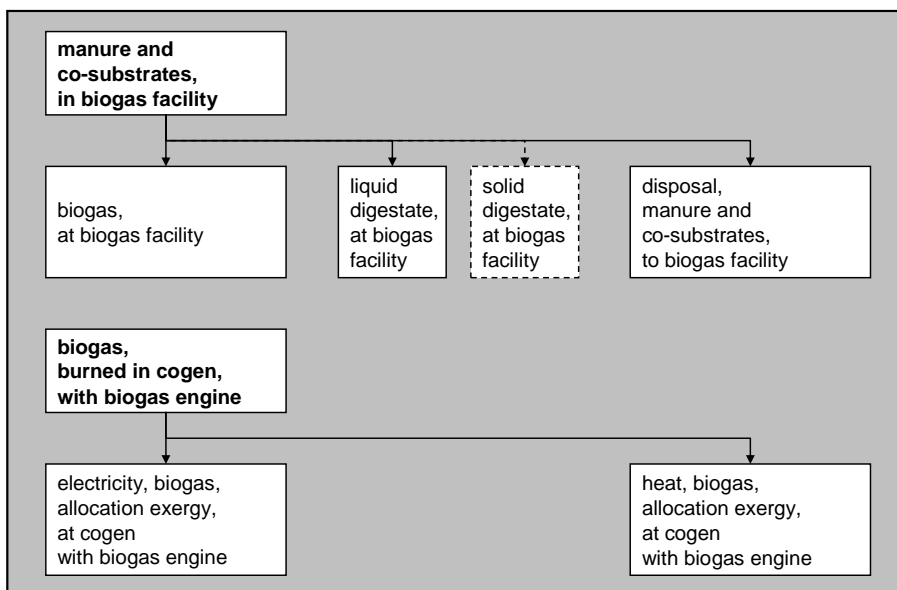 manure and
co-substrates,
in biogas facility
biogas,
at biogas facility
liquid
digestate,
at biogas
facility
solid
digestate,
at biogas
facility
disposal,
manure and
co-substrates,
to biogas facility
biogas,
burned in cogen,
with biogas engine
electricity, biogas,
allocation exergy,
at cogen
with biogas engine
heat, biogas,
allocation exergy,
at cogen
with biogas engine